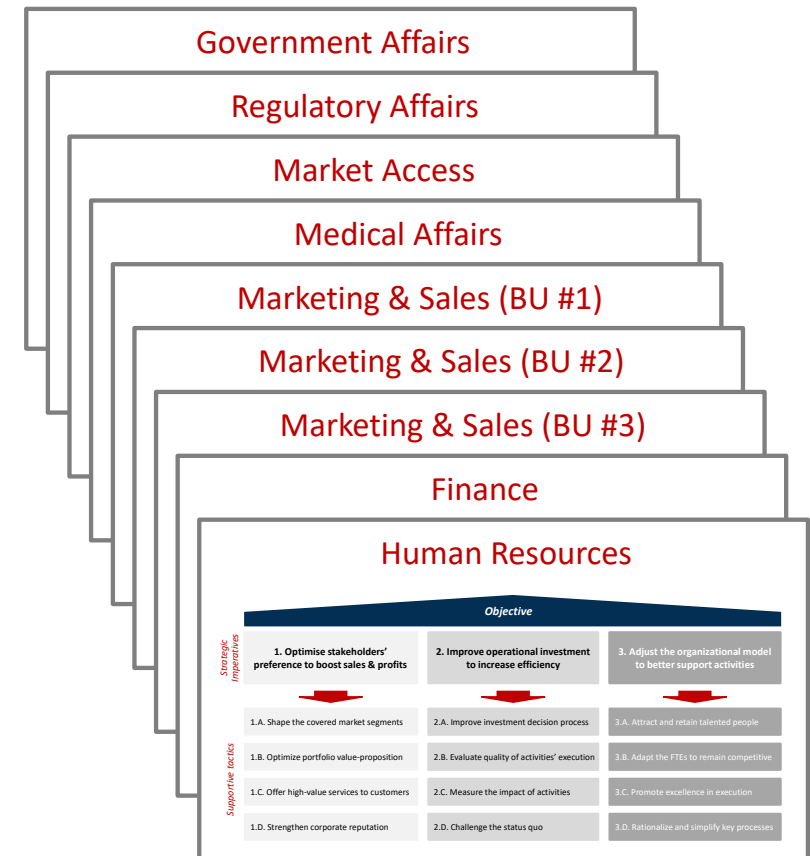 Government Affairs
Regulatory Affairs
Market Access
Medical Affairs
Marketing & Sales (BU #1)
Marketing & Sales (BU #2)
Marketing & Sales (BU #3)
Finance
Human Resources
Objective
Strategic
Imperatives
1. Optimise stakeholders’
preference to boost sales & profits
2. Improve operational investment
to increase efficiency
3. Adjust the organizational model
to better support activities
Supportive tactics
1.A. Shape the covered market segments
2.A. Improve investment decision process
3.A. Attract and retain talented people
1.B. Optimize portfolio value-proposition
2.B. Evaluate quality of activities’ execution
3.B. Adapt the FTEs to remain competitive
1.C. Offer high-value services to customers
2.C. Measure the impact of activities
3.C. Promote excellence in execution
1.D. Strengthen corporate reputation
2.D. Challenge the status quo
3.D. Rationalize and simplify key processes